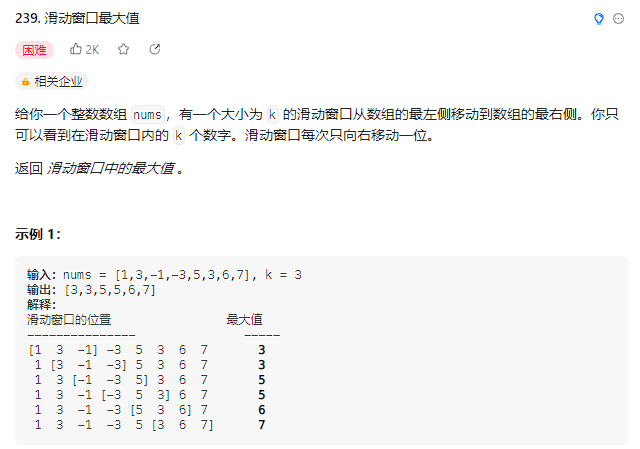 239. 滑动窗口最大值
困难 2K
相关企业
给你一个整数数组 nums，有一个大小为 k 的滑动窗口从数组的最左侧移动到数组的最右侧。你只
可以看到在滑动窗口内的 k 个数字。滑动窗口每次只向右移动一位。
返回 滑动窗口中的最大值 。
示例 1：
输入：nums = [1,3,-1,-3,5,3,6,7], k = 3
输出：[3,3,5,5,6,7]
解释：
滑动窗口的位置                最大值
---------------               -----
[1  3  -1] -3  5  3  6  7       3
 1 [3  -1  -3] 5  3  6  7       3
 1  3 [-1  -3  5] 3  6  7       5
 1  3  -1 [-3  5  3] 6  7       5
 1  3  -1  -3 [5  3  6] 7       6
 1  3  -1  -3  5 [3  6  7]      7